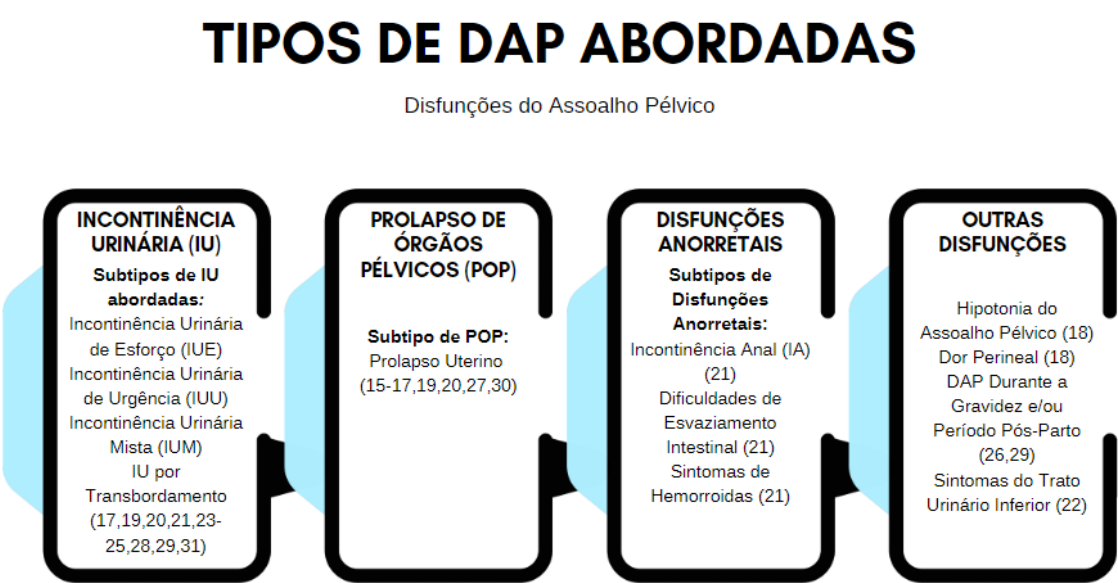 TIPOS DE DAP ABORDADAS
Disfunções do Assoalho Pélvico
INCONTINÊNCIA
URINÁRIA (IU)
Subtipos de IU
abordadas:
Incontinência Urinária
de Esforço (IUE)
Incontinência Urinária
de Urgência (IUU)
Incontinência Urinária
Mista (IUM)
IU por
Transbordamento
(17,19,20,21,23-
25,28,29,31)
PROLAPSO DE
ÓRGÃOS
PÉLVICOS (POP)
Subtipo de POP:
Prolapso Uterino
(15-17,19,20,27,30)
DISFUNÇÕES
ANORRETAIS
Subtipos de
Disfunções
Anorretais:
Incontinência Anal (IA)
(21)
Dificuldades de
Esvaziamento
Intestinal (21)
Sintomas de
Hemorroidas (21)
OUTRAS
DISFUNÇÕES
Hipotonia do
Assoalho Pélvico (18)
Dor Perineal (18)
DAP Durante a
Gravidez e/ou
Período Pós-Parto
(26,29)
Sintomas do Trato
Urinário Inferior (22)